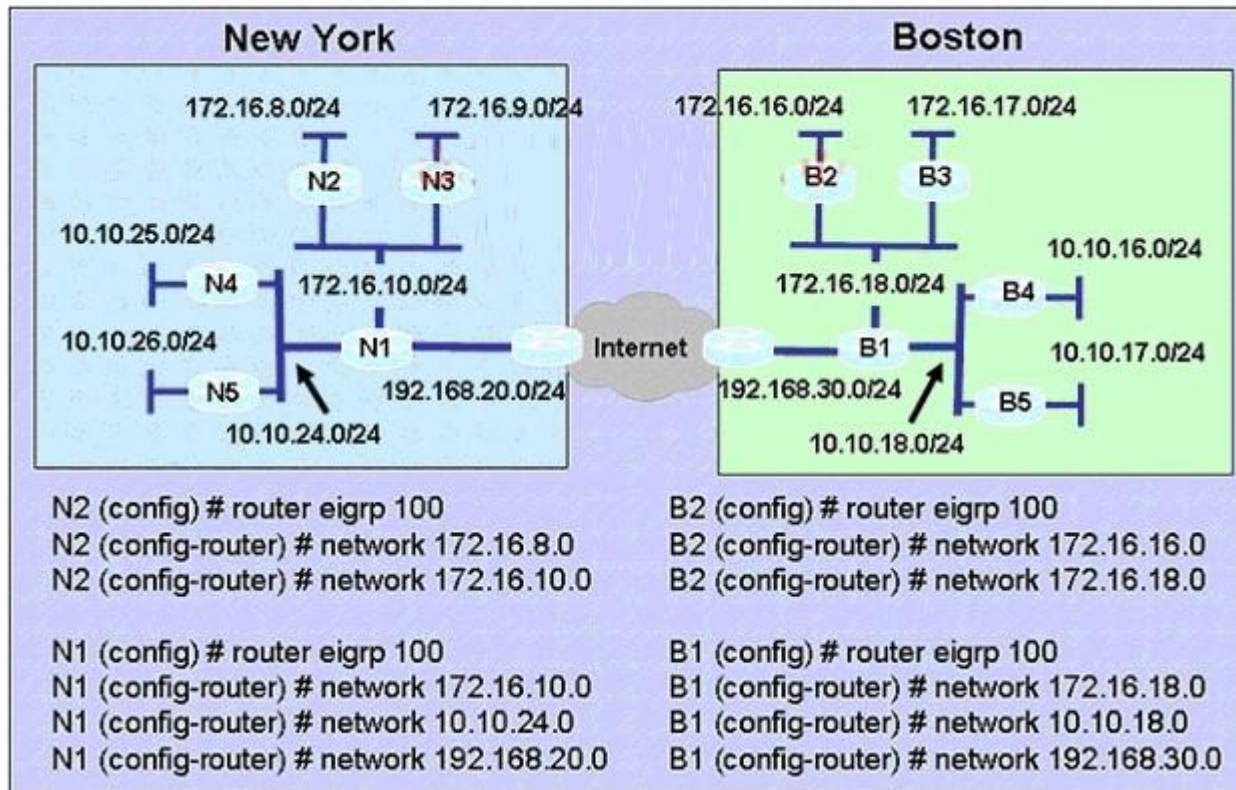 New York
Boston
172.16.8.0/24
172.16.9.0/24
172.16.16.0/24
172.16.17.0/24
N2
N3
B2
B3
10.10.25.0/24
10.10.16.0/24
N4
172.16.10.0/24
172.16.18.0/24
B4
10.10.26.0/24
N1
Internet
B1
10.10.17.0/24
N5
192.168.20.0/24
192.168.30.0/24
B5
10.10.24.0/24
10.10.18.0/24
N2 (config) # router eigrp 100
N2 (config-router) # network 172.16.8.0
N2 (config-router) # network 172.16.10.0
N1 (config) # router eigrp 100
N1 (config-router) # network 172.16.10.0
N1 (config-router) # network 10.10.24.0
N1 (config-router) # network 192.168.20.0
B2 (config) # router eigrp 100
B2 (config-router) # network 172.16.16.0
B2 (config-router) # network 172.16.18.0
B1 (config) # router eigrp 100
B1 (config-router) # network 172.16.18.0
B1 (config-router) # network 10.10.18.0
B1 (config-router) # network 192.168.30.0